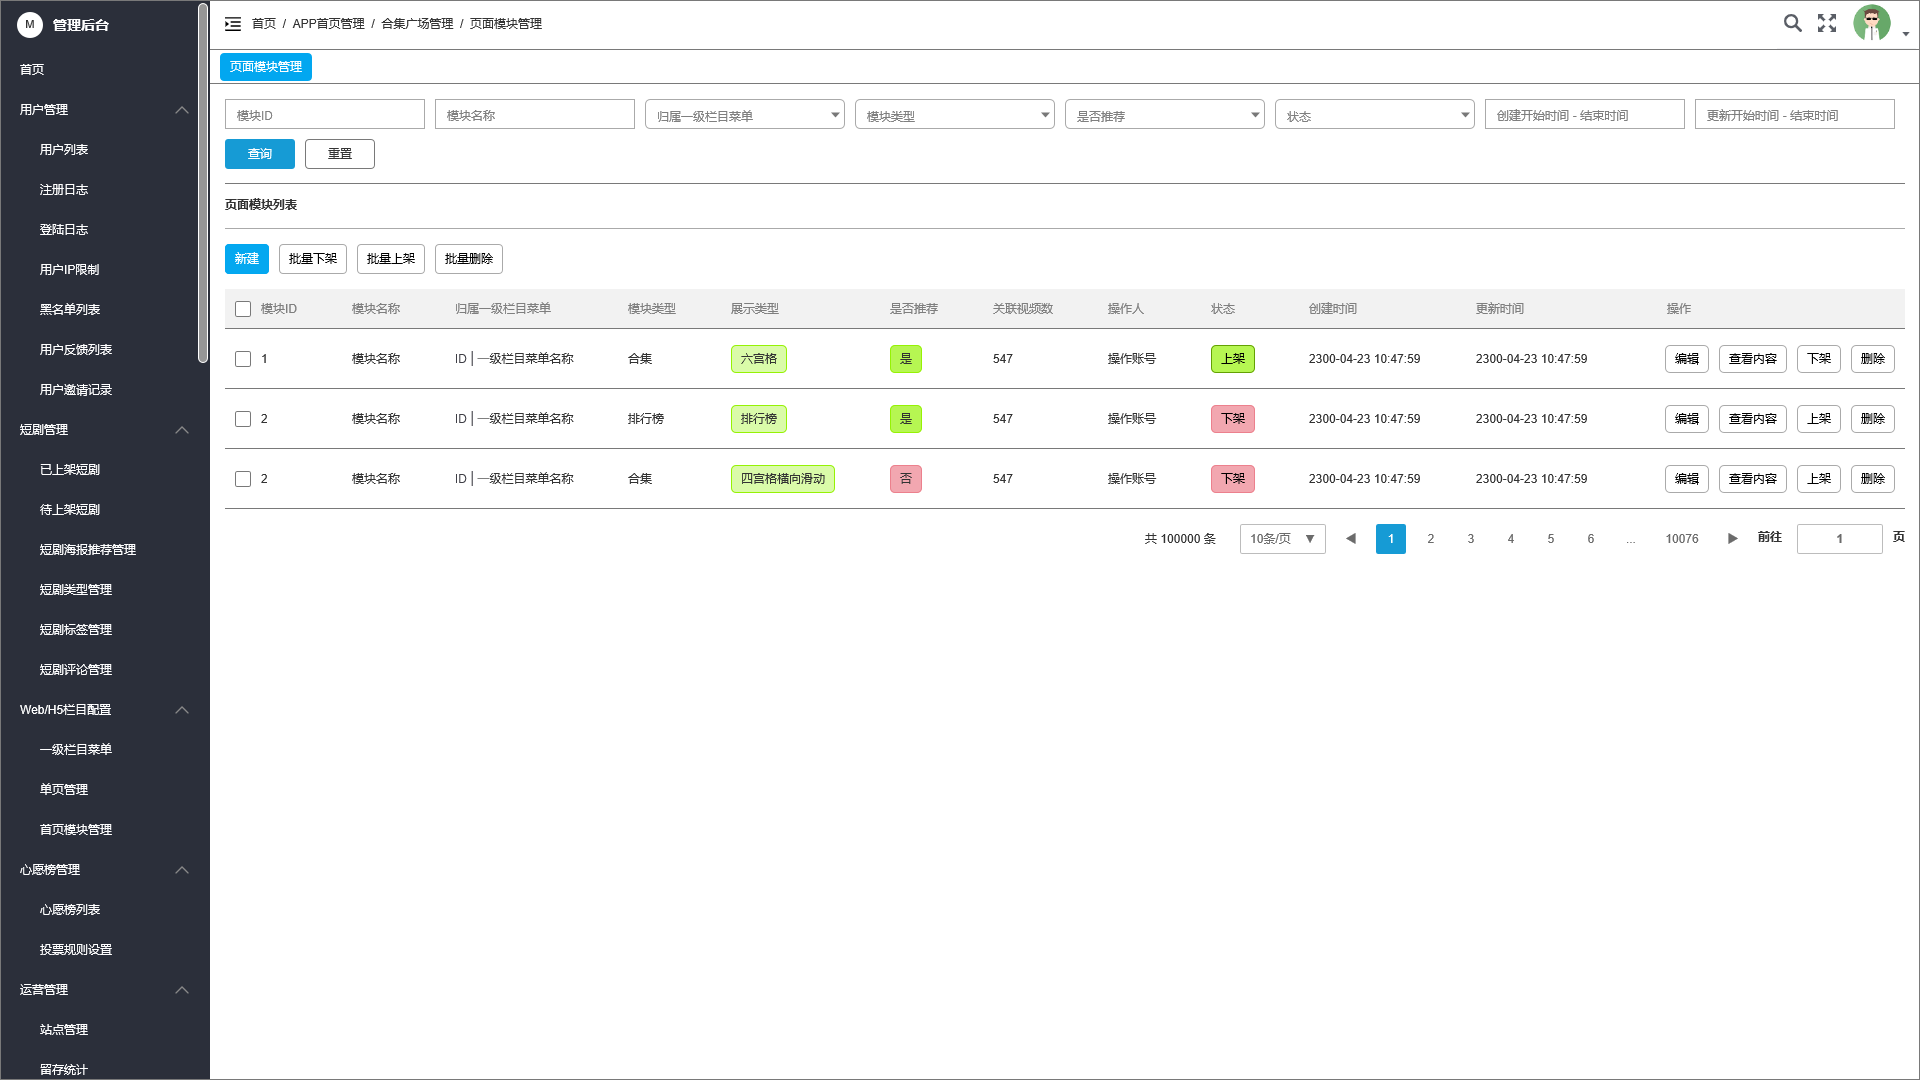 M 管理后台
首页
用户管理
用户列表
注册日志
登陆日志
用户IP限制
黑名单列表
用户反馈列表
用户邀请记录
短剧管理
已上架短剧
待上架短剧
短剧海报推荐管理
短剧类型管理
短剧标签管理
短剧评论管理
Web/H5栏目配置
一级栏目菜单
单页管理
首页模块管理
心愿榜管理
心愿榜列表
投票规则设置
运营管理
站点管理
留存统计
首页 / APP首页管理 / 合集广场管理 / 页面模块管理
页面模块管理
模块ID 模块名称 归属一级栏目菜单 模块类型 是否推荐 状态 创建开始时间 - 结束时间 更新开始时间 - 结束时间
查询 重置
页面模块列表
新建 批量下架 批量上架 批量删除
模块ID 模块名称 归属一级栏目菜单 模块类型 展示类型 是否推荐 关联视频数 操作人 状态 创建时间 更新时间 操作
1 模块名称 ID | 一级栏目菜单名称 合集 六宫格 是 547 操作账号 上架 2300-04-23 10:47:59 2300-04-23 10:47:59 编辑 查看内容 下架 删除
2 模块名称 ID | 一级栏目菜单名称 排行榜 排行榜 是 547 操作账号 下架 2300-04-23 10:47:59 2300-04-23 10:47:59 编辑 查看内容 上架 删除
2 模块名称 ID | 一级栏目菜单名称 合集 四宫格横向滑动 否 547 操作账号 下架 2300-04-23 10:47:59 2300-04-23 10:47:59 编辑 查看内容 上架 删除
共 100000 条 10条/页 1 2 3 4 5 6 ... 10076 前往 1 页